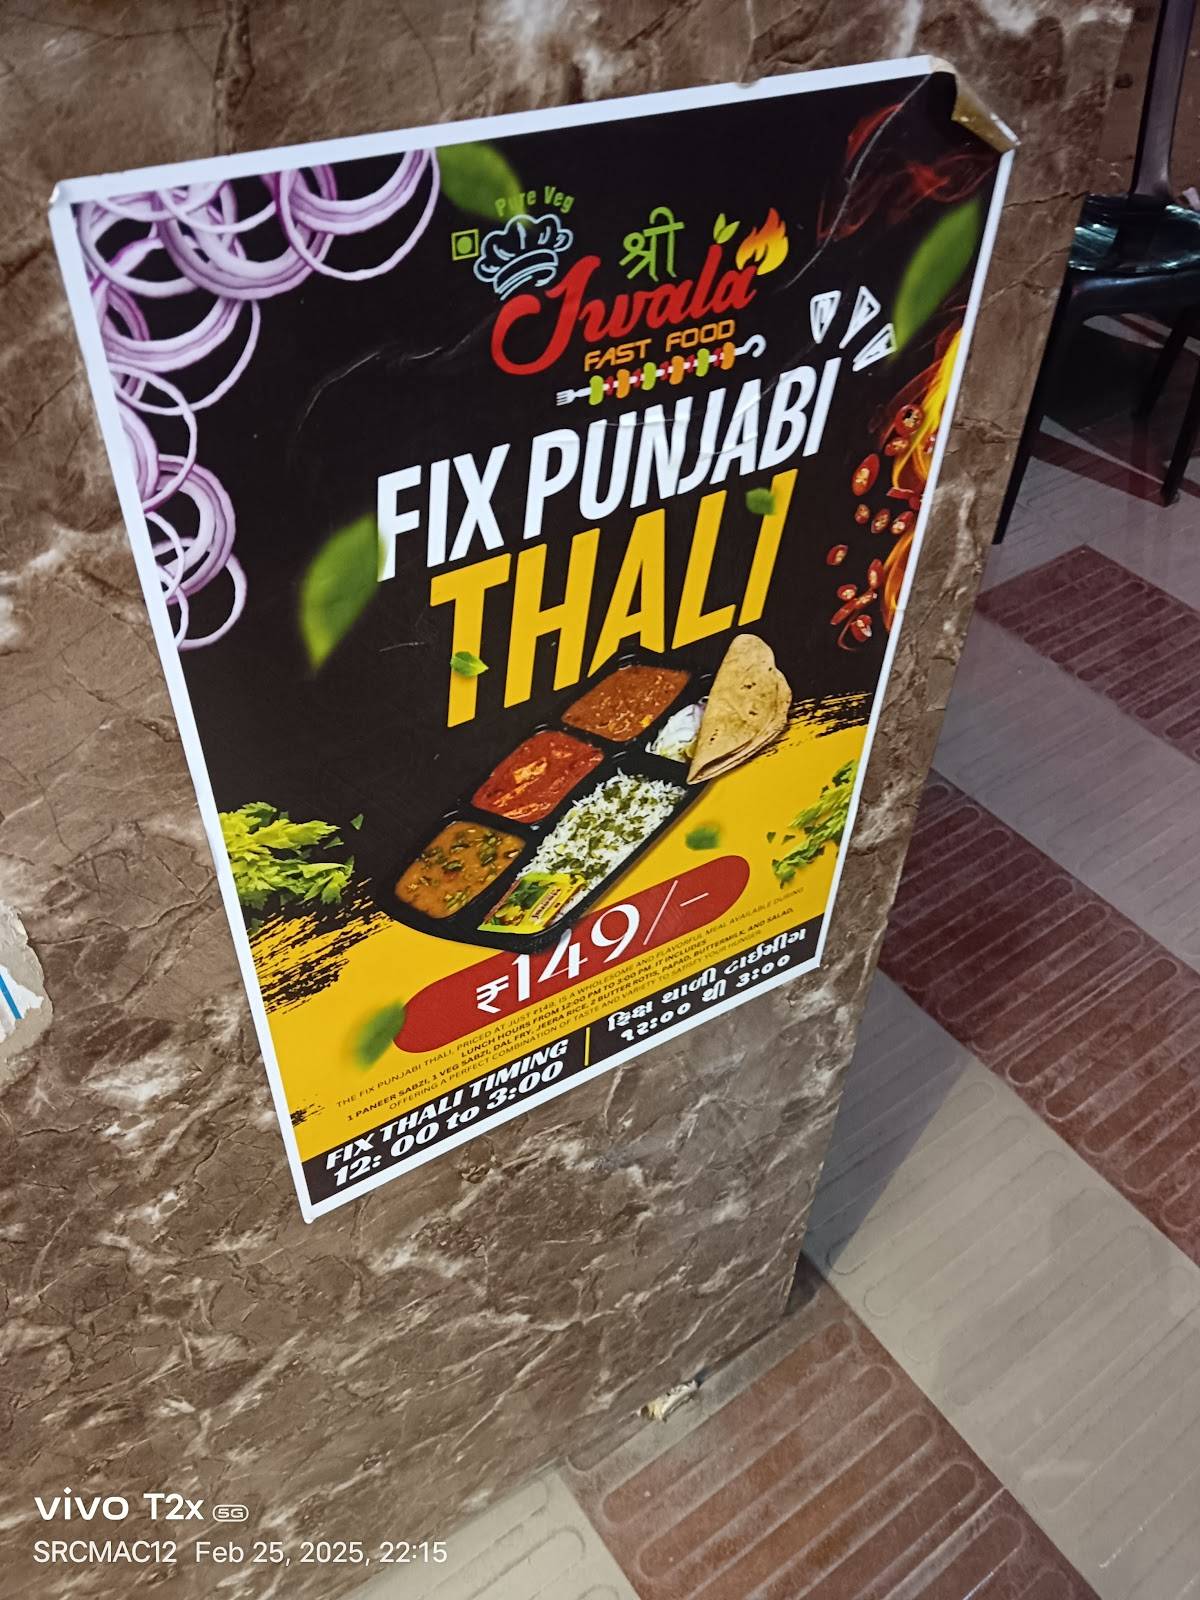 Pure Veg
श्री
Jwala
FAST FOOD
FIX PUNJABI
THALI
₹149/-
THE FIX PUNJABI THALI, PRICED AT JUST ₹149, IS A WHOLESOME AND FLAVORFUL MEAL AVAILABLE DURING
LUNCH HOURS FROM 12:00 PM TO 3:00 PM. IT INCLUDES
1 PANEER SABZI, 1 VEG SABZI, DAL FRY, JEERA RICE, 2 BUTTER ROTIS, PAPAD, BUTTERMILK, AND SALAD,
OFFERING A PERFECT COMBINATION OF TASTE AND VARIETY TO SATISFY YOUR HUNGER.
FIX THALI TIMING
12: 00 to 3:00
ફિક્ષ થાળી ટાઈમીંગ
૧૨:૦૦ થી ૩:૦૦
vivo T2x 5G
SRCMAC12 Feb 25, 2025, 22:15